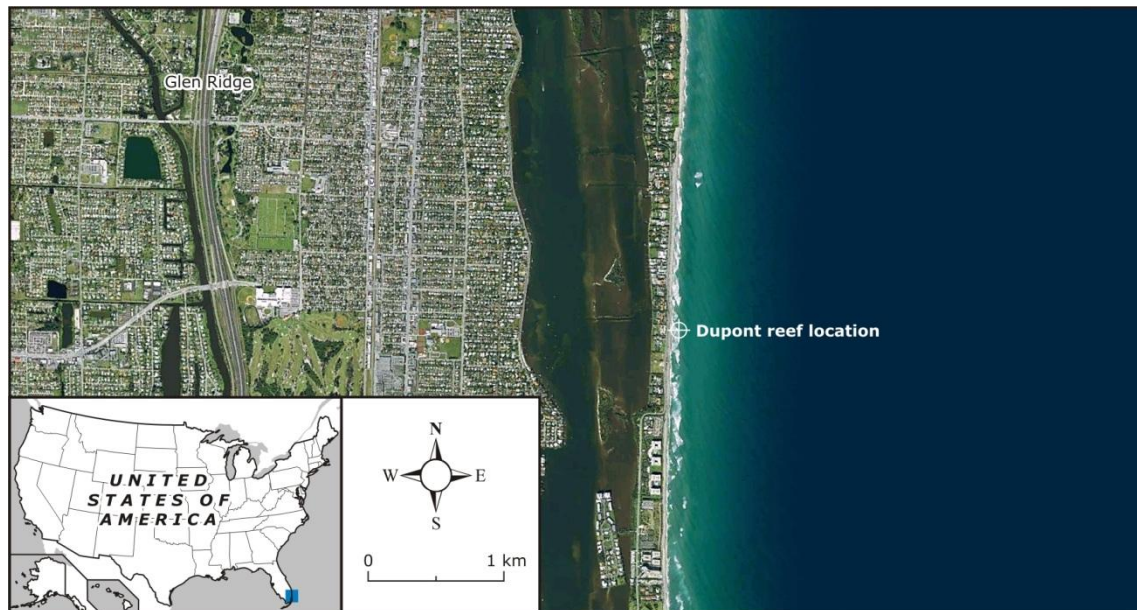 Glen Ridge
Dupont reef location
UNITED
STATES OF
AMERICA
N
W
E
S
0
1 km